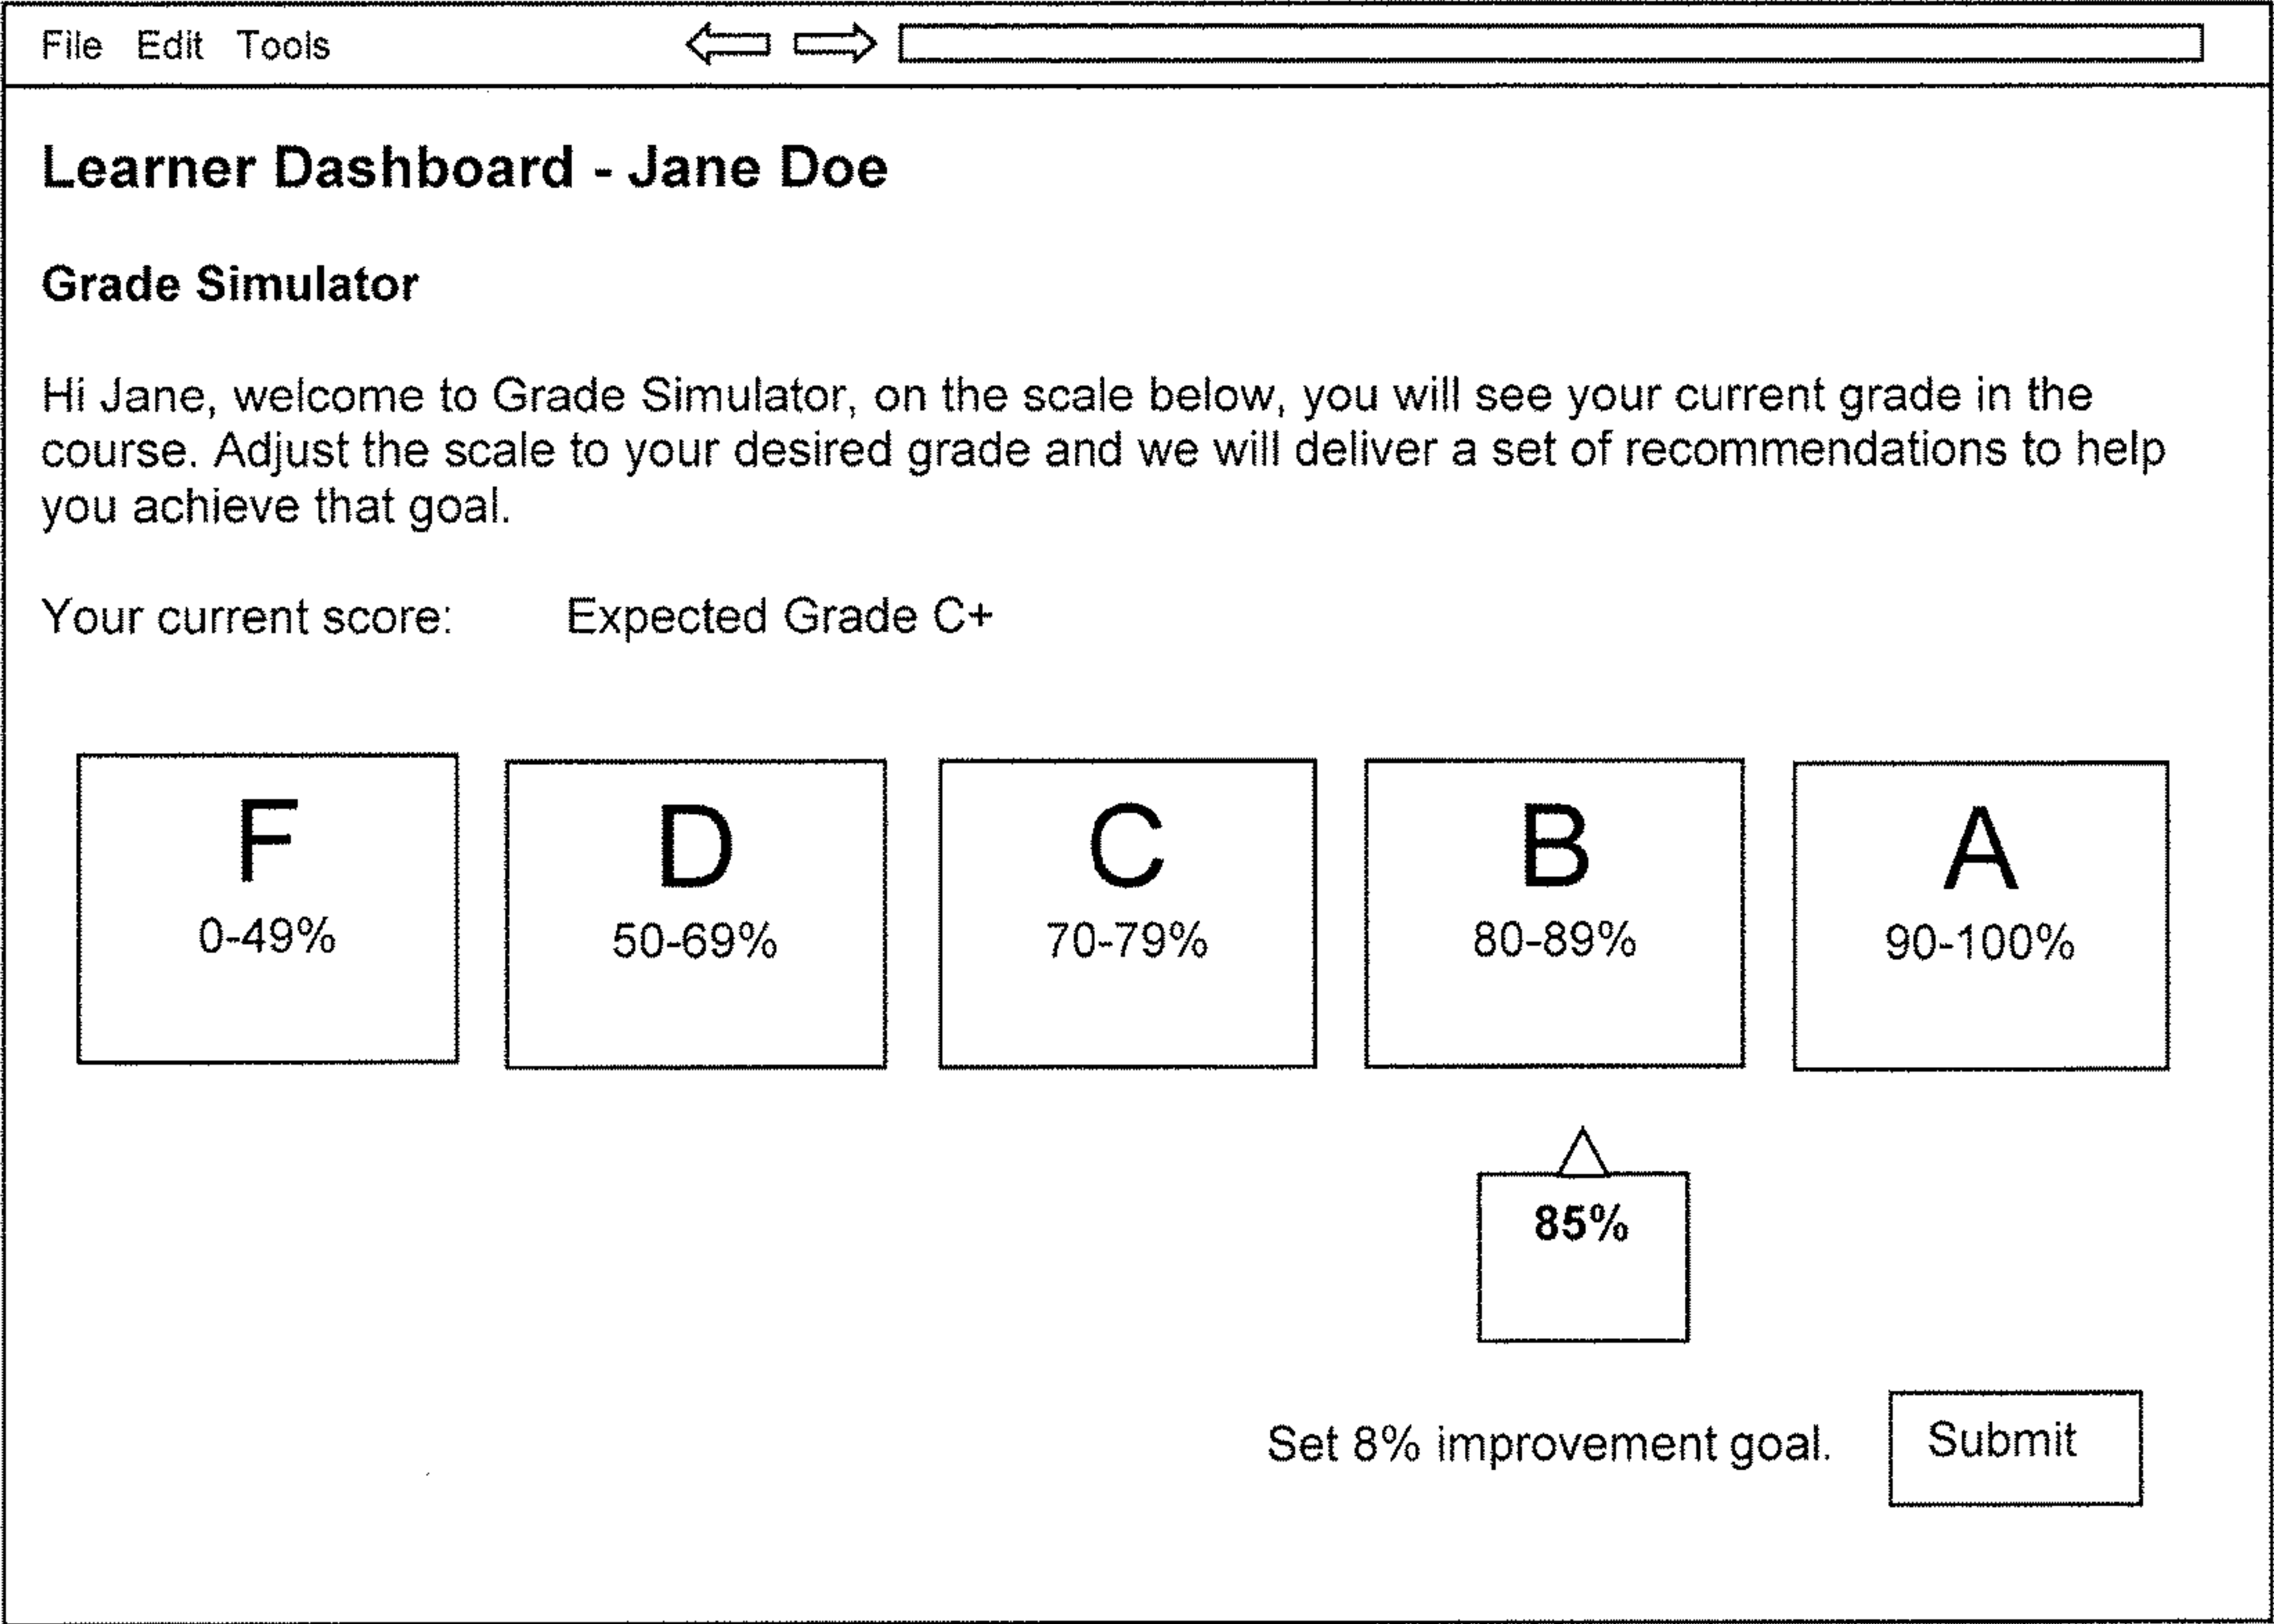 File Edit Tools
Learner Dashboard - Jane Doe
Grade Simulator
Hi Jane, welcome to Grade Simulator, on the scale below, you will see your current grade in the
course. Adjust the scale to your desired grade and we will deliver a set of recommendations to help
you achieve that goal.
Your current score: Expected Grade C+
F D C B A
0-49% 50-69% 70-79% 80-89% 90-100%
85%
Set 8% improvement goal. Submit